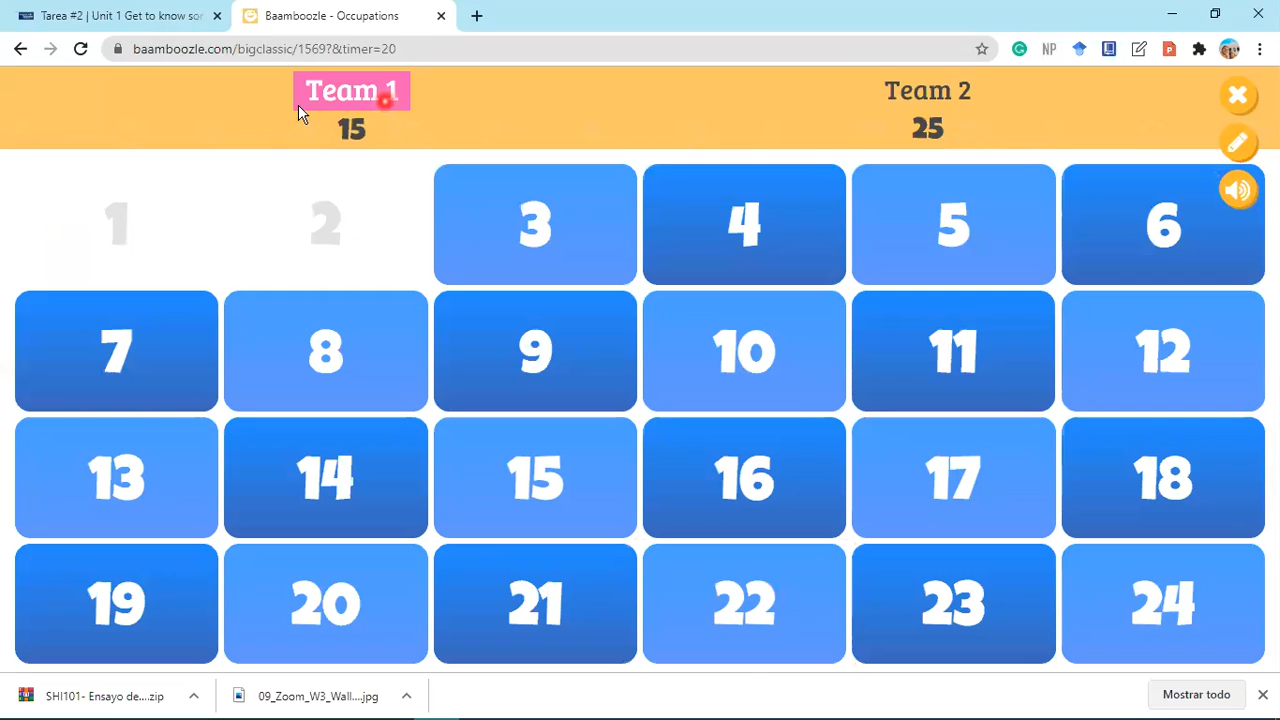 Tarea #2 | Unit 1 Get to know sor
Baamboozle - Occupations
baamboozle.com/bigclassic/1569?&timer=20
NP
Team 1
15
Team 2
25
1 2 3 4 5 6
7 8 9 10 11 12
13 14 15 16 17 18
19 20 21 22 23 24
SHI101- Ensayo de....zip
09_Zoom_W3_Wall....jpg
Mostrar todo